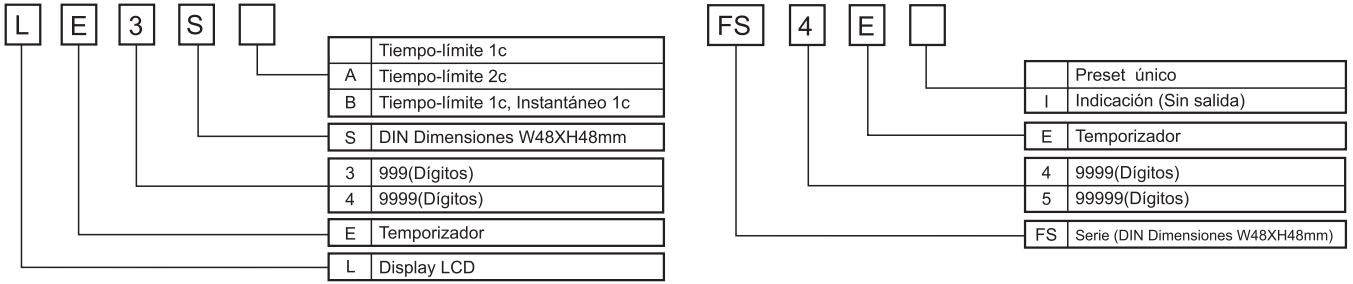 L E 3 S
Tiempo-límite 1c
A Tiempo-límite 2c
B Tiempo-límite 1c, Instantáneo 1c
S DIN Dimensiones W48XH48mm
3 999(Dígitos)
4 9999(Dígitos)
E Temporizador
L Display LCD
FS 4 E
Preset único
I Indicación (Sin salida)
E Temporizador
4 9999(Dígitos)
5 99999(Dígitos)
FS Serie (DIN Dimensiones W48XH48mm)